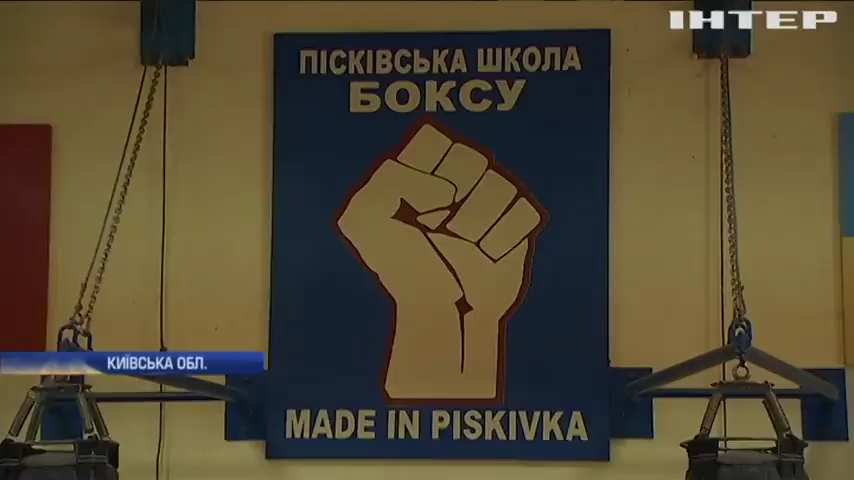 ІНТЕР
ПІСКІВСЬКА ШКОЛА
БОКСУ
КИЇВСЬКА ОБЛ.
MADE IN PISKIVKA